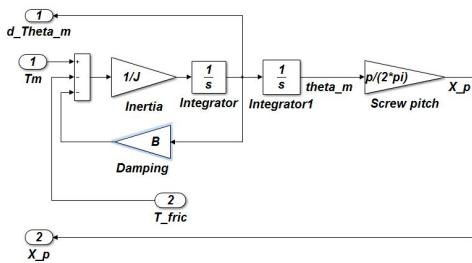 1
d_Theta_m
1
Tm
+
−
−
1/J
Inertia
1
s
Integrator
1
s
Integrator1
theta_m
p/(2*pi)
Screw pitch
X_p
B
Damping
2
T_fric
2
X_p